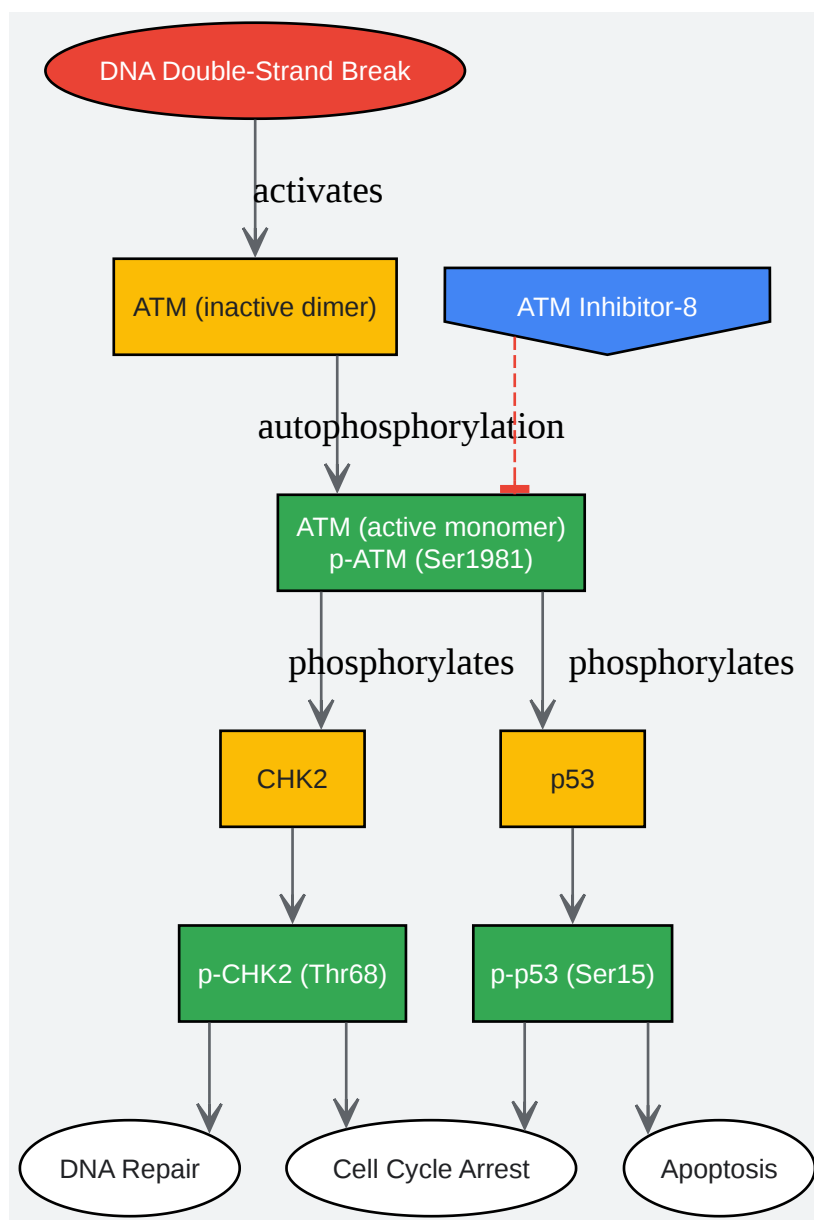 DNA Double-Strand Break
activates
ATM (inactive dimer)
ATM Inhibitor-8
autophosphorylation
ATM (active monomer)
p-ATM (Ser1981)
phosphorylates
phosphorylates
CHK2
p53
p-CHK2 (Thr68)
p-p53 (Ser15)
DNA Repair
Cell Cycle Arrest
Apoptosis